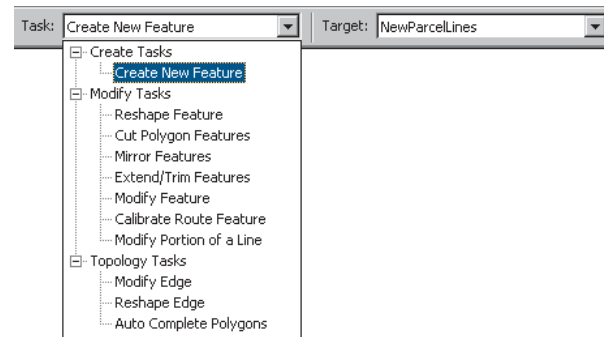 Task: Create New Feature Target: NewParcelLines
Create Tasks
Create New Feature
Modify Tasks
Reshape Feature
Cut Polygon Features
Mirror Features
Extend/Trim Features
Modify Feature
Calibrate Route Feature
Modify Portion of a Line
Topology Tasks
Modify Edge
Reshape Edge
Auto Complete Polygons